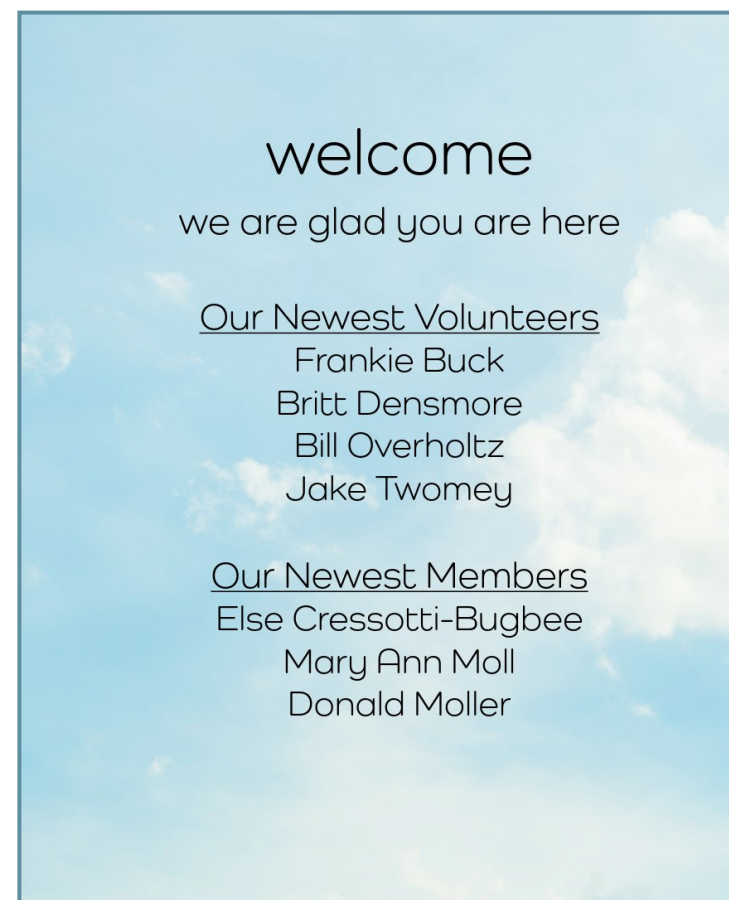 welcome
we are glad you are here
Our Newest Volunteers
Frankie Buck
Britt Densmore
Bill Overholtz
Jake Twomey
Our Newest Members
Else Cressotti-Bugbee
Mary Ann Moll
Donald Moller